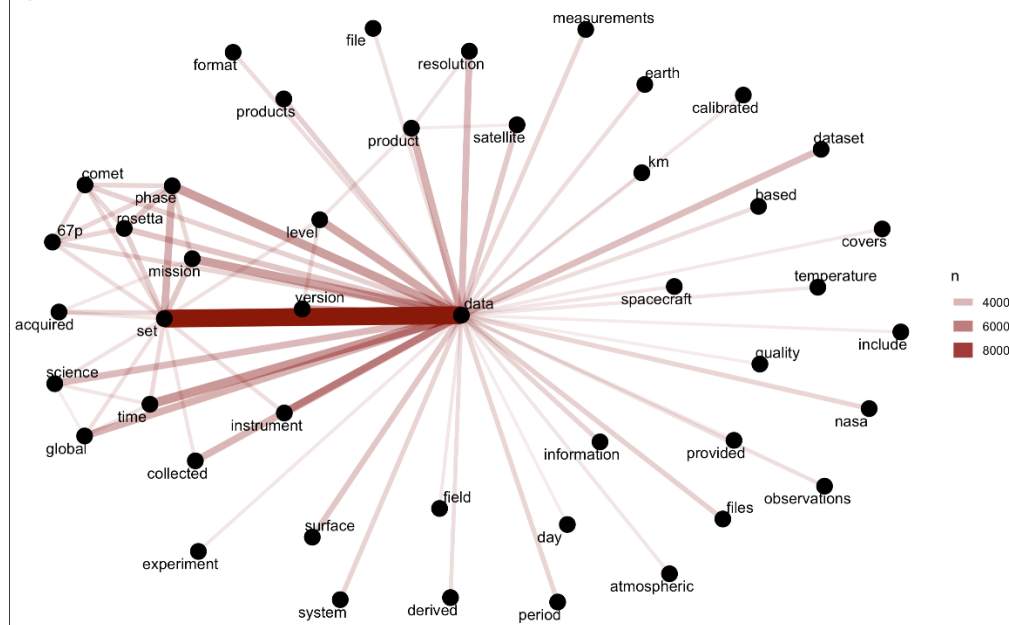 measurements
file
format
resolution
earth
calibrated
products
product
satellite
dataset
km
comet
phase
based
rosetta
67p
level
covers
mission
temperature
n
version
data
spacecraft
4000
acquired
set
6000
include
8000
quality
science
time
instrument
nasa
global
information
provided
collected
observations
field
files
surface
day
experiment
atmospheric
system
derived
period